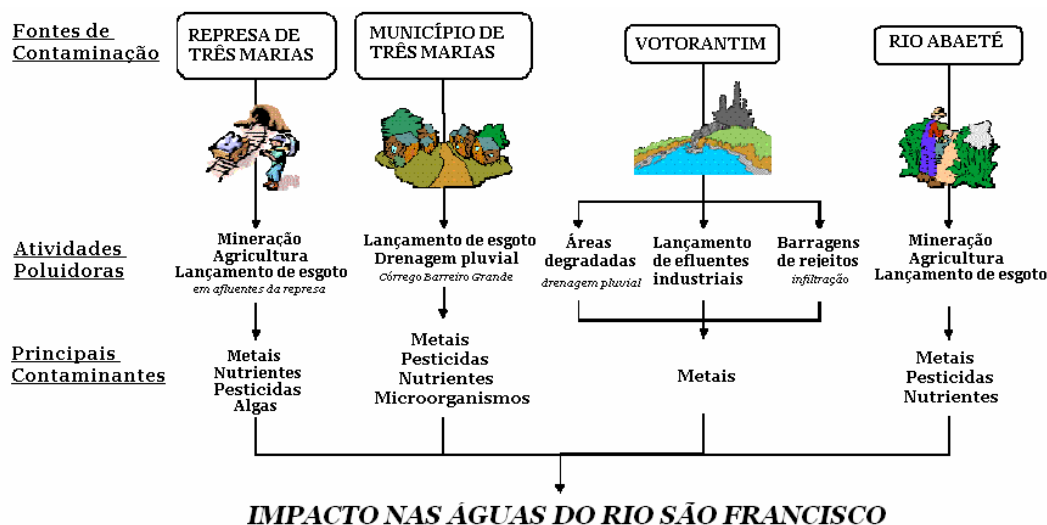 Fontes de
Contaminação
REPRESA DE
TRÊS MARIAS
MUNICÍPIO DE
TRÊS MARIAS
VOTORANTIM
RIO ABAETÉ
Atividades
Poluidoras
Mineração
Agricultura
Lançamento de esgoto
em afluentes da represa
Lançamento de esgoto
Drenagem pluvial
Córrego Barreiro Grande
Áreas
degradadas
drenagem pluvial
Lançamento
de efluentes
industriais
Barragens
de rejeitos
infiltração
Mineração
Agricultura
Lançamento de esgoto
Principais
Contaminantes
Metais
Nutrientes
Pesticidas
Algas
Metais
Pesticidas
Nutrientes
Microorganismos
Metais
Metais
Pesticidas
Nutrientes
IMPACTO NAS ÁGUAS DO RIO SÃO FRANCISCO